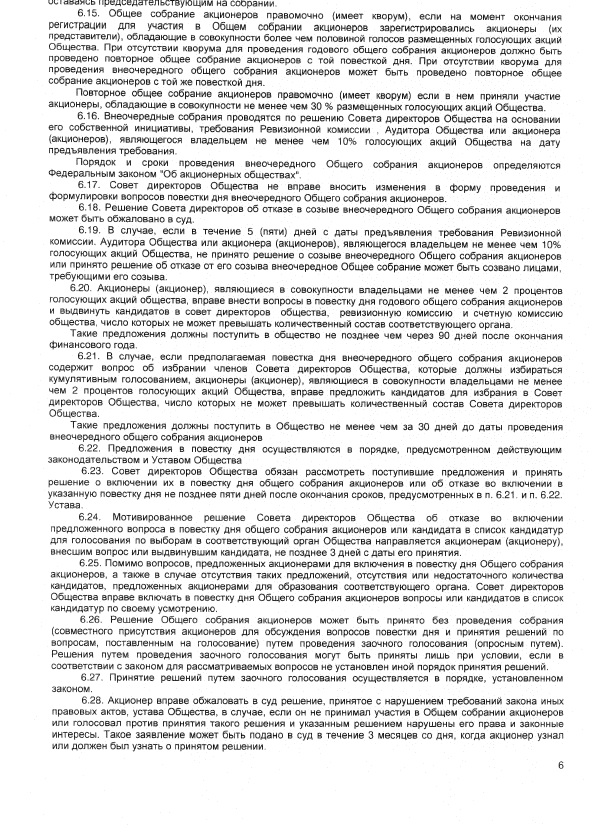 оставаясь председательствующим на собрании.
6.15. Общее собрание акционеров правомочно (имеет кворум), если на момент окончания
регистрации для участия в Общем собрании акционеров зарегистрировались акционеры (их
представители), обладающие в совокупности более чем половиной голосов размещенных голосующих акций
Общества. При отсутствии кворума для проведения годового общего собрания акционеров должно быть
проведено повторное общее собрание акционеров с той повесткой дня. При отсутствии кворума для
проведения внеочередного общего собрания акционеров может быть проведено повторное общее
собрание акционеров с той же повесткой дня.
Повторное общее собрание акционеров правомочно (имеет кворум) если в нем приняли участие
акционеры, обладающие в совокупности не менее чем 30 % размещенных голосующих акций Общества.
6.16. Внеочередные собрания проводятся по решению Совета директоров Общества на основании
его собственной инициативы, требования Ревизионной комиссии , Аудитора Общества или акционера
(акционеров), являющегося владельцем не менее чем 10% голосующих акций Общества на дату
предъявления требования.
Порядок и сроки проведения внеочередного Общего собрания акционеров определяются
Федеральным законом "Об акционерных обществах".
6.17. Совет директоров Общества не вправе вносить изменения в форму проведения и
формулировки вопросов повестки дня внеочередного Общего собрания акционеров.
6.18. Решение Совета директоров об отказе в созыве внеочередного Общего собрания акционеров
может быть обжаловано в суд.
6.19. В случае, если в течение 5 (пяти) дней с даты предъявления требования Ревизионной
комиссии. Аудитора Общества или акционера (акционеров), являющегося владельцем не менее чем 10%
голосующих акций Общества, не принято решение о созыве внеочередного Общего собрания акционеров
или принято решение об отказе от его созыва внеочередное Общее собрание может быть созвано лицами,
требующими его созыва.
6.20. Акционеры (акционер), являющиеся в совокупности владельцами не менее чем 2 процентов
голосующих акций общества, вправе внести вопросы в повестку дня годового общего собрания акционеров
и выдвинуть кандидатов в совет директоров общества, ревизионную комиссию и счетную комиссию
общества, число которых не может превышать количественный состав соответствующего органа.
Такие предложения должны поступить в общество не позднее чем через 90 дней после окончания
финансового года.
6.21. В случае, если предполагаемая повестка дня внеочередного общего собрания акционеров
содержит вопрос об избрании членов Совета директоров Общества, которые должны избираться
кумулятивным голосованием, акционеры (акционер), являющиеся в совокупности владельцами не менее
чем 2 процентов голосующих акций Общества, вправе предложить кандидатов для избрания в Совет
директоров Общества, число которых не может превышать количественный состав Совета директоров
Общества.
Такие предложения должны поступить в Общество не менее чем за 30 дней до даты проведения
внеочередного общего собрания акционеров
6.22. Предложения в повестку дня осуществляются в порядке, предусмотренном действующим
законодательством и Уставом Общества
6.23. Совет директоров Общества обязан рассмотреть поступившие предложения и принять
решение о включении их в повестку дня общего собрания акционеров или об отказе во включении в
указанную повестку дня не позднее пяти дней после окончания сроков, предусмотренных в п. 6.21. и п. 6.22.
Устава.
6.24. Мотивированное решение Совета директоров Общества об отказе во включении
предложенного вопроса в повестку дня общего собрания акционеров или кандидата в список кандидатур
для голосования по выборам в соответствующий орган Общества направляется акционерам (акционеру),
внесшим вопрос или выдвинувшим кандидата, не позднее 3 дней с даты его принятия.
6.25. Помимо вопросов, предложенных акционерами для включения в повестку дня Общего собрания
акционеров, а также в случае отсутствия таких предложений, отсутствия или недостаточного количества
кандидатов, предложенных акционерами для образования соответствующего органа. Совет директоров
Общества вправе включать в повестку дня Общего собрания акционеров вопросы или кандидатов в список
кандидатур по своему усмотрению.
6.26. Решение Общего собрания акционеров может быть принято без проведения собрания
(совместного присутствия акционеров для обсуждения вопросов повестки дня и принятия решений по
вопросам, поставленным на голосование) путем проведения заочного голосования (опросным путем).
Решения путем проведения заочного голосования могут быть приняты лишь при условии, если в
соответствии с законом для рассматриваемых вопросов не установлен иной порядок принятия решений.
6.27. Принятие решений путем заочного голосования осуществляется в порядке, установленном
законом.
6.28. Акционер вправе обжаловать в суд решение, принятое с нарушением требований закона иных
правовых актов, устава Общества, в случае, если он не принимал участия в Общем собрании акционеров
или голосовал против принятия такого решения и указанным решением нарушены его права и законные
интересы. Такое заявление может быть подано в суд в течение 3 месяцев со дня, когда акционер узнал
или должен был узнать о принятом решении.
6